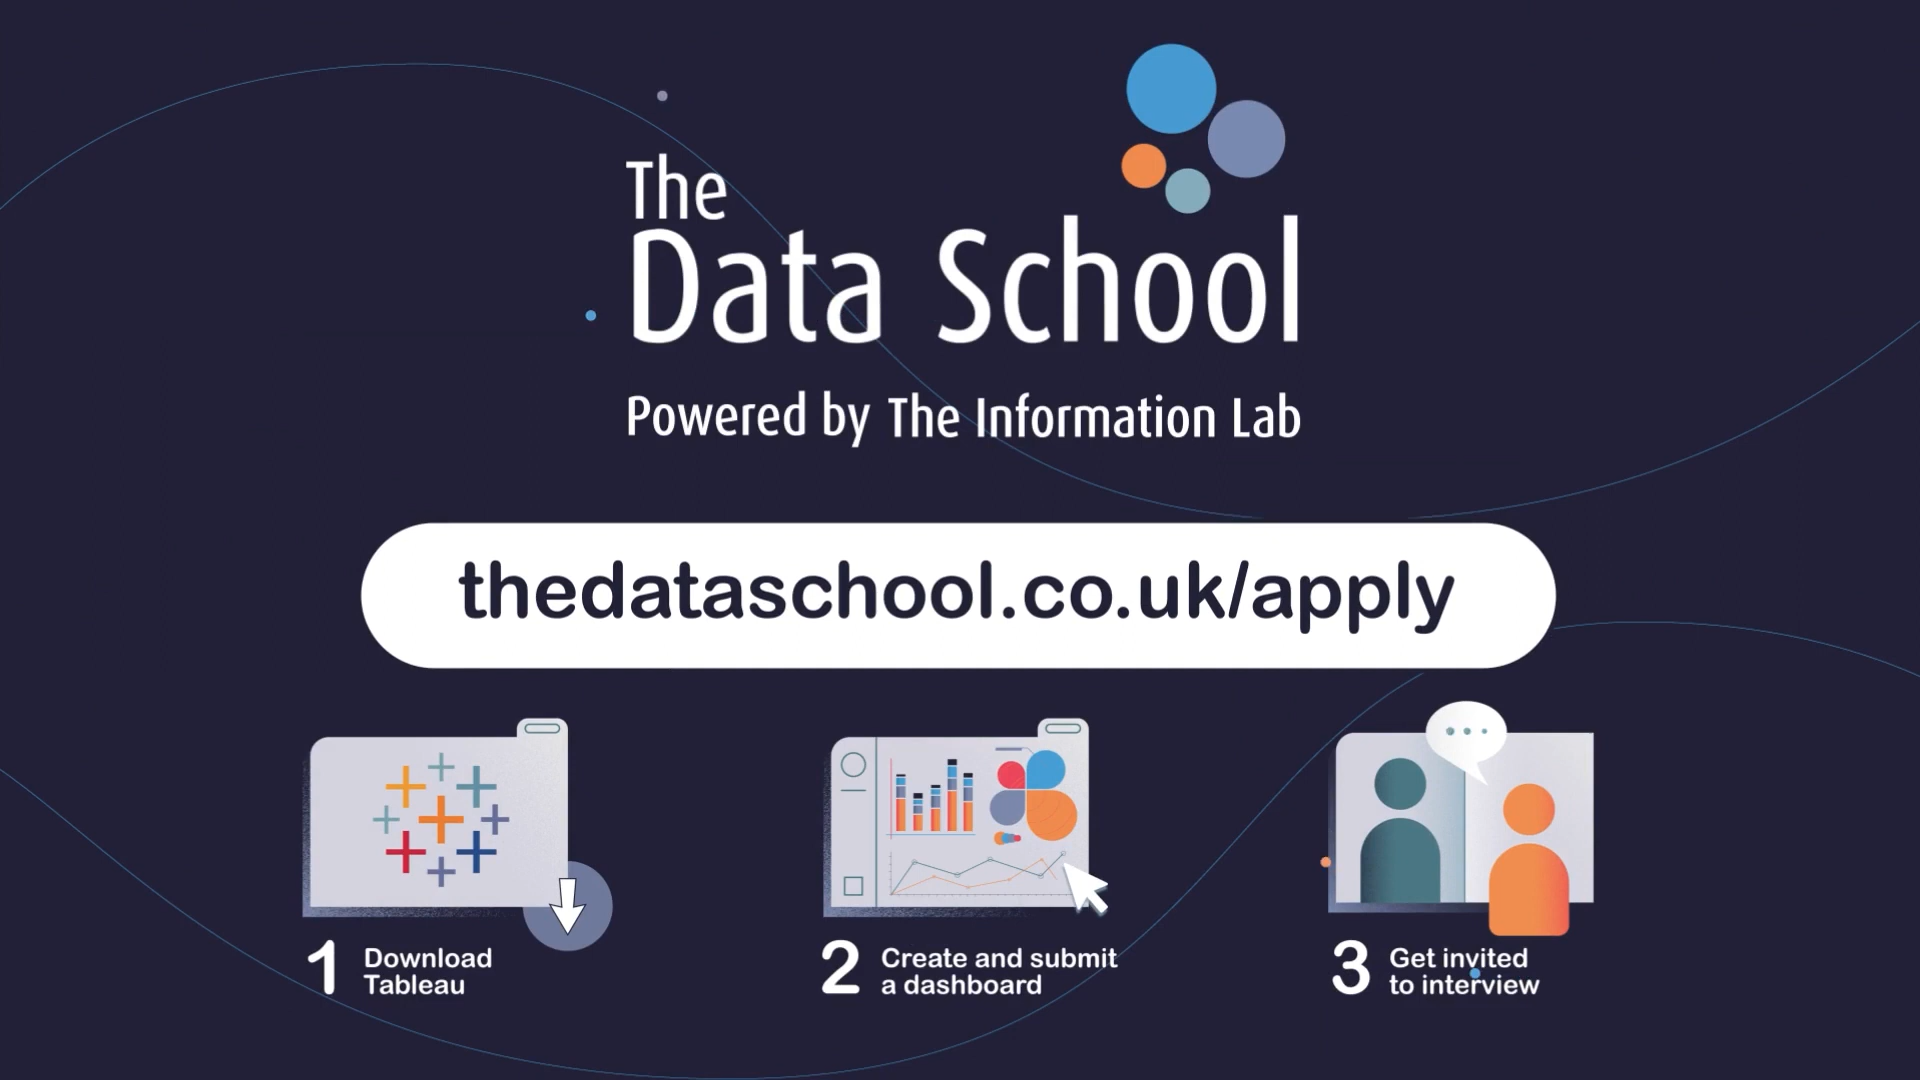 The
Data School
Powered by The Information Lab
thedataschool.co.uk/apply
1 Download
Tableau
2 Create and submit
a dashboard
3 Get invited
to interview